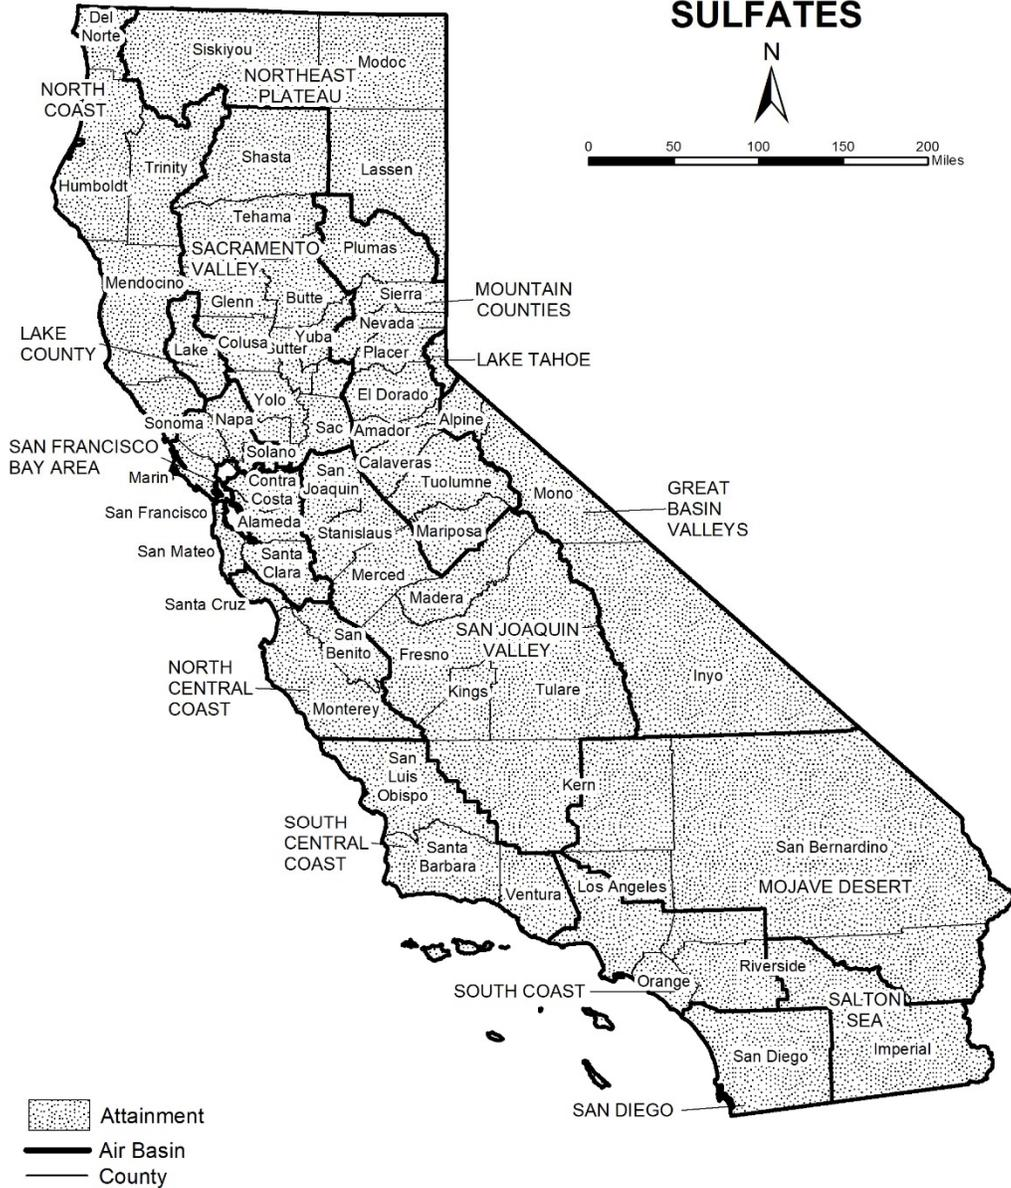 SULFATES
N
0 50 100 150 200
Miles
Del
Norte
Siskiyou
Modoc
NORTHEAST
PLATEAU
NORTH
COAST
Shasta
Trinity
Lassen
Humboldt
Tehama
SACRAMENTO
VALLEY
Plumas
Mendocino
Glenn
Butte
Sierra
MOUNTAIN
COUNTIES
Nevada
LAKE
COUNTY
Lake
Colusa
Yuba
Placer
LAKE TAHOE
Yolo
El Dorado
Sonoma
Napa
Sac
Amador
Alpine
SAN FRANCISCO
BAY AREA
Solano
Calaveras
Marin
Contra
Costa
San
Joaquin
Tuolumne
Mono
GREAT
BASIN
VALLEYS
San Francisco
Alameda
Stanislaus
Mariposa
San Mateo
Santa
Clara
Merced
Madera
Santa Cruz
San
Benito
SAN JOAQUIN
VALLEY
Fresno
NORTH
CENTRAL
COAST
Kings
Tulare
Inyo
Monterey
San
Luis
Obispo
Kern
SOUTH
CENTRAL
COAST
Santa
Barbara
San Bernardino
Ventura
Los Angeles
MOJAVE DESERT
Riverside
Orange
SOUTH COAST
SALTON
SEA
San Diego
Imperial
SAN DIEGO
Attainment
Air Basin
County